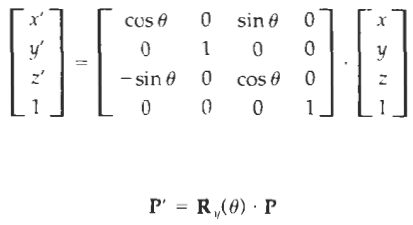 x' cos θ 0 sin θ 0 x
y' = 0 1 0 0 · y
z' − sin θ 0 cos θ 0 z
1 0 0 0 1 1
P' = R_y(θ) · P